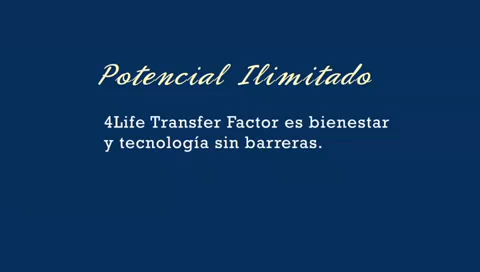 Potencial Ilimitado
4Life Transfer Factor es bienestar
y tecnología sin barreras.